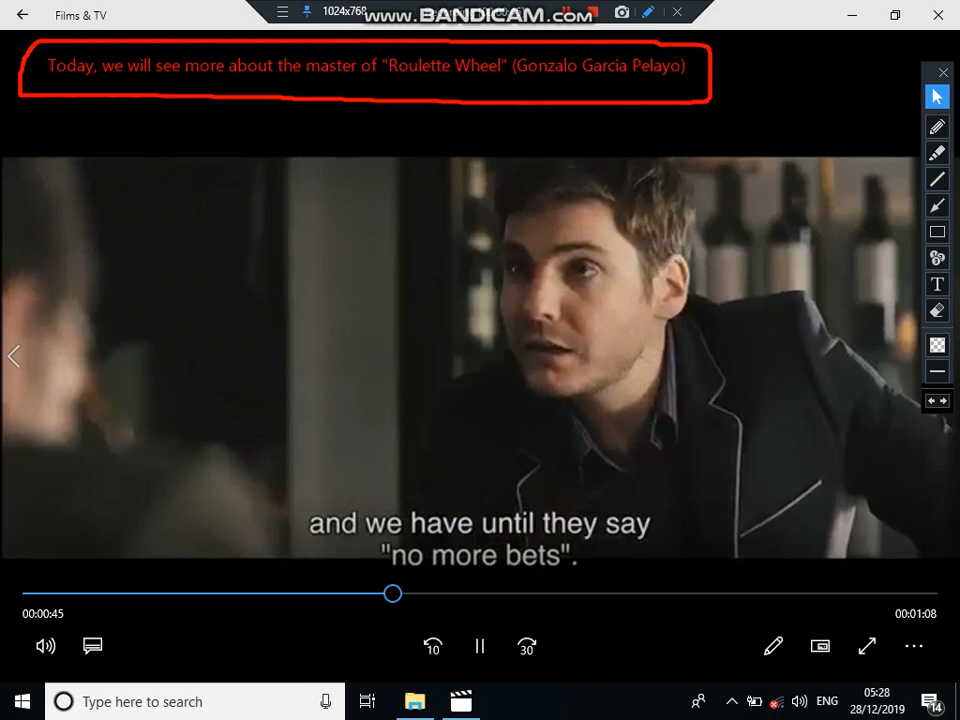 Films & TV
1024x768
www.BANDICAM.com
Today, we will see more about the master of "Roulette Wheel" (Gonzalo Garcia Pelayo)
and we have until they say
"no more bets".
00:00:45
00:01:08
10
30
Type here to search
ENG
05:28
28/12/2019
14